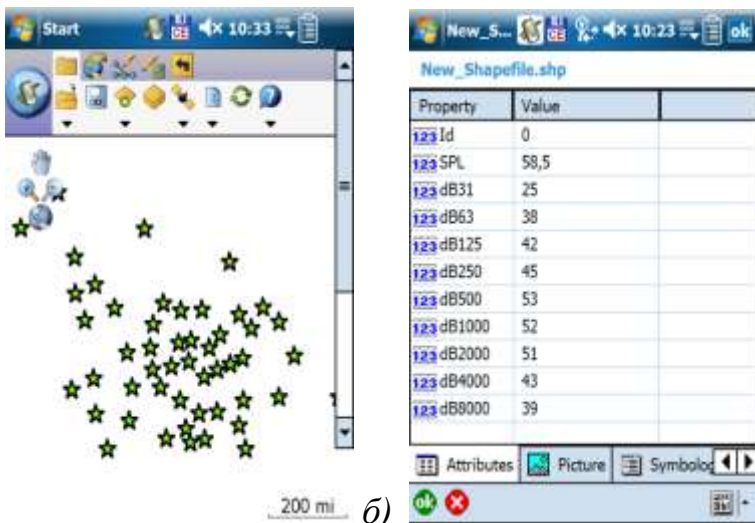 Start 10:33
200 mi
б)
New_S... 10:23 ok
New_Shapefile.shp
Property Value
123 Id 0
123 SPL 58,5
123 dB31 25
123 dB63 38
123 dB125 42
123 dB250 45
123 dB500 53
123 dB1000 52
123 dB2000 51
123 dB4000 43
123 dB8000 39
Attributes Picture Symbolog
ok